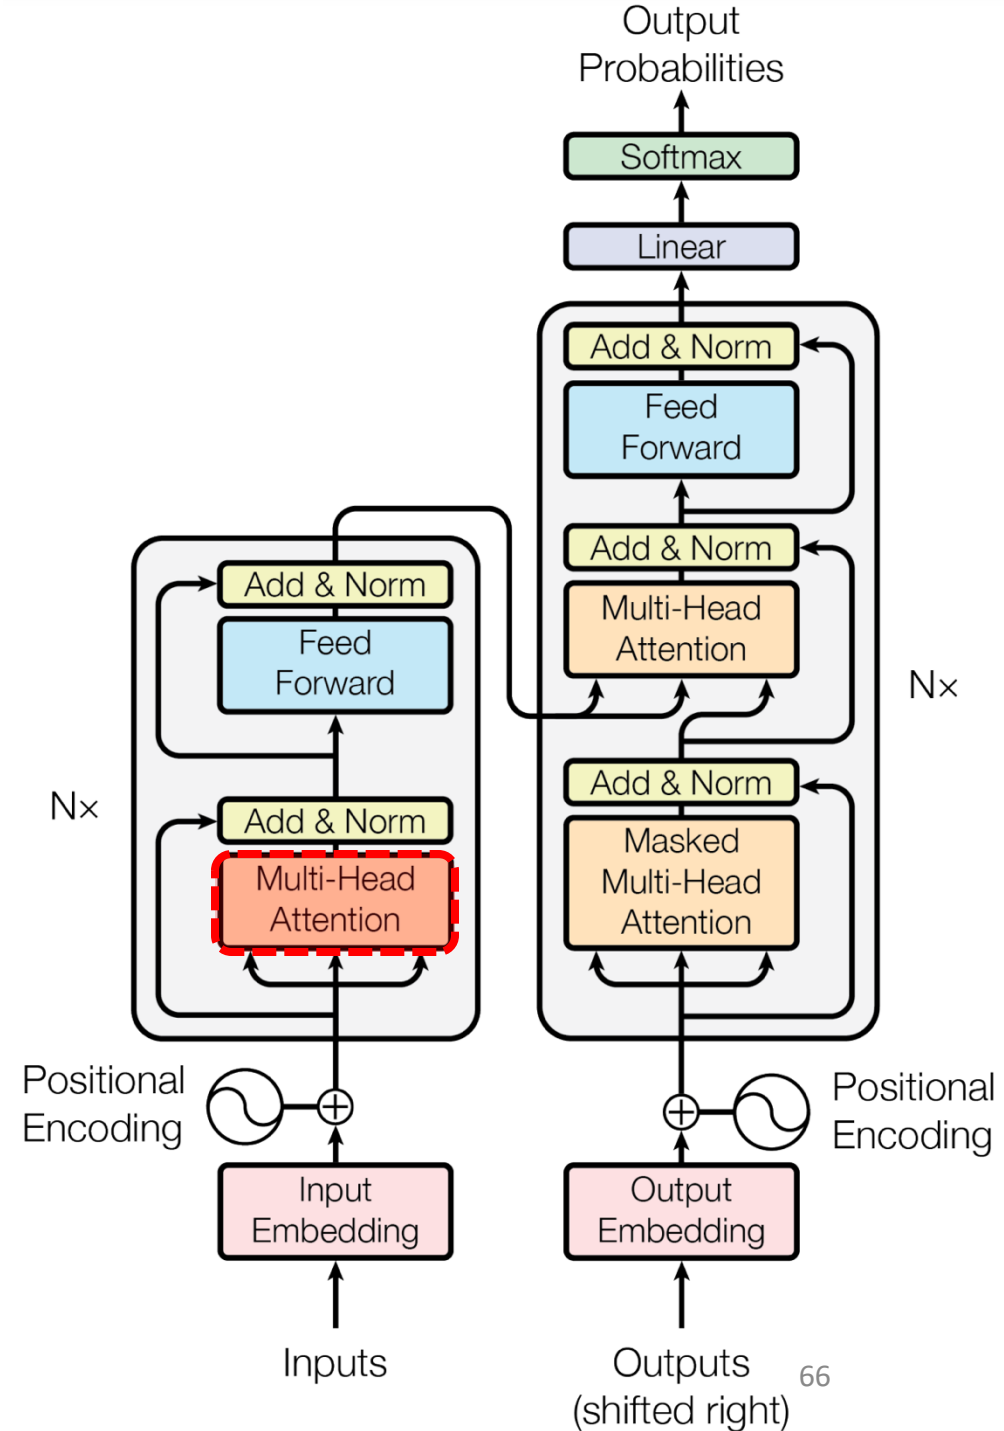 Output
Probabilities
Softmax
Linear
Add & Norm
Feed
Forward
Add & Norm
Multi-Head
Attention
Nx
Add & Norm
Masked
Multi-Head
Attention
Add & Norm
Feed
Forward
Nx
Add & Norm
Multi-Head
Attention
Positional
Encoding
Positional
Encoding
Input
Embedding
Output
Embedding
Inputs
Outputs
(shifted right)
66